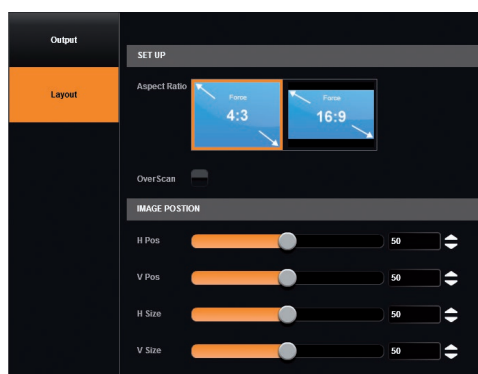 Output
SET UP
Layout
Aspect Ratio
Force
4:3
Force
16:9
OverScan
IMAGE POSTION
H Pos
50
V Pos
50
H Size
50
V Size
50